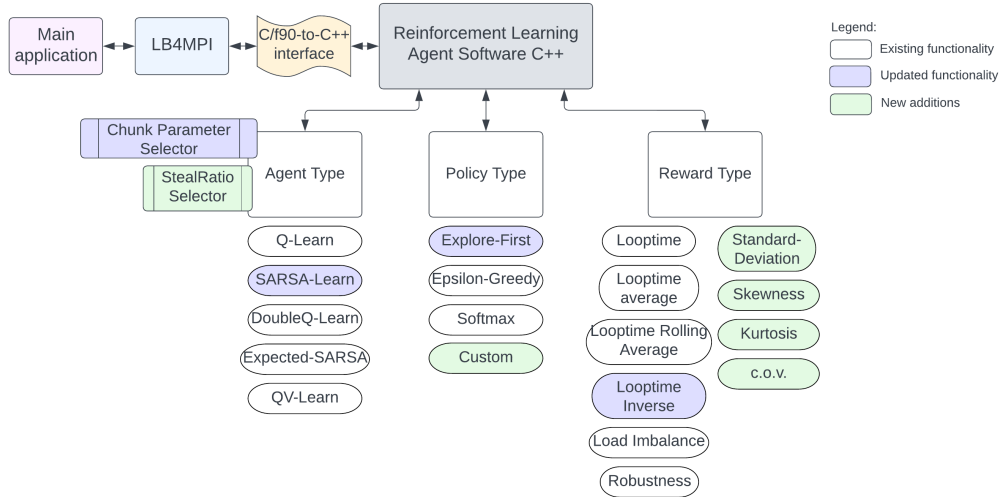 Main
application
LB4MPI
C/f90-to-C++
interface
Reinforcement Learning
Agent Software C++
Legend:
Existing functionality
Updated functionality
New additions
Chunk Parameter
Selector
StealRatio
Selector
Agent Type
Policy Type
Reward Type
Q-Learn
SARSA-Learn
DoubleQ-Learn
Expected-SARSA
QV-Learn
Explore-First
Epsilon-Greedy
Softmax
Custom
Looptime
Looptime
average
Looptime Rolling
Average
Looptime
Inverse
Load Imbalance
Robustness
Standard-
Deviation
Skewness
Kurtosis
c.o.v.